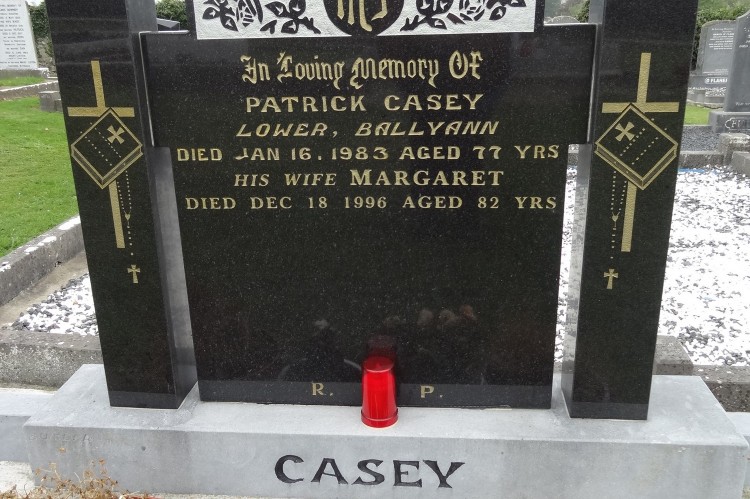 IHS
In Loving Memory Of
PATRICK CASEY
LOWER, BALLYANN
DIED JAN 16. 1983 AGED 77 YRS
HIS WIFE MARGARET
DIED DEC 18 1996 AGED 82 YRS
R. P.
CASEY